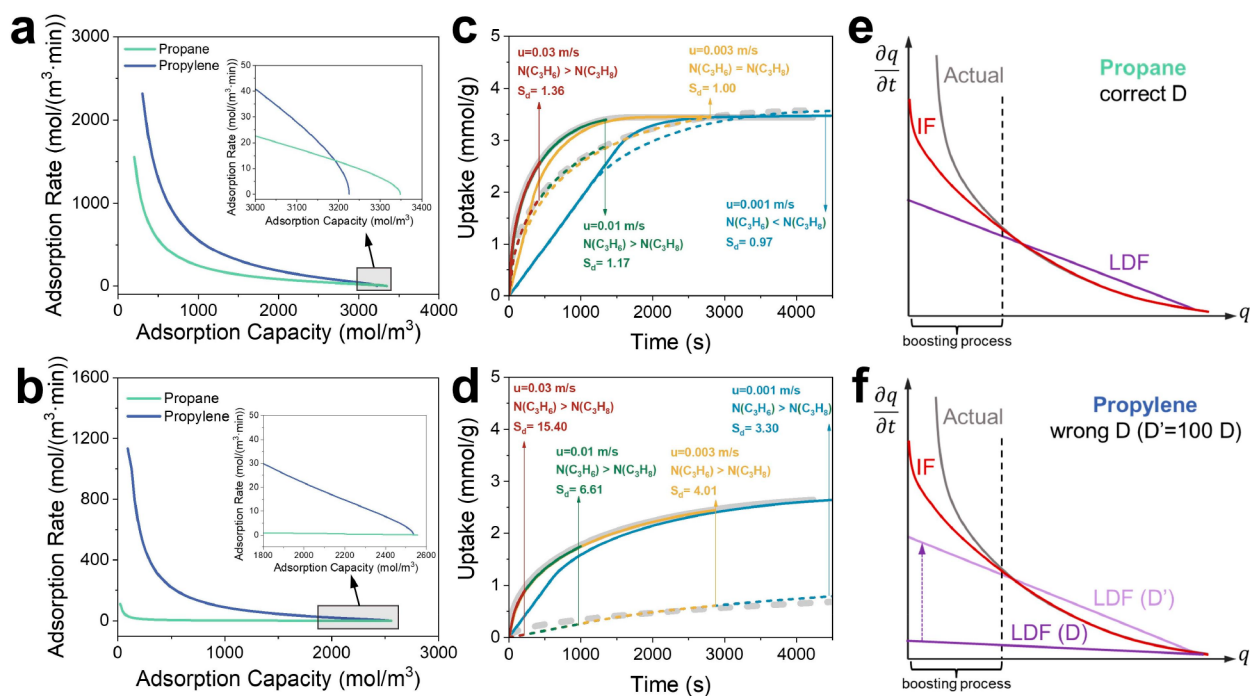 a
Adsorption Rate (mol/(m³·min))
3000
2000
1000
0
Propane
Propylene
Adsorption Rate (mol/(m³·min))
50
40
30
20
10
0
3000 3100 3200 3300 3400
Adsorption Capacity (mol/m³)
0 1000 2000 3000 4000
Adsorption Capacity (mol/m³)
b
Adsorption Rate (mol/(m³·min))
1600
1200
800
400
0
Propane
Propylene
Adsorption Rate (mol/(m³·min))
50
40
30
20
10
0
1800 2000 2200 2400 2600
Adsorption Capacity (mol/m³)
0 1000 2000 3000
Adsorption Capacity (mol/m³)
c
Uptake (mmol/g)
5
4
3
2
1
0
u=0.03 m/s
N(C₃H₆) > N(C₃H₈)
S_d= 1.36
u=0.003 m/s
N(C₃H₆) = N(C₃H₈)
S_d= 1.00
u=0.01 m/s
N(C₃H₆) > N(C₃H₈)
S_d= 1.17
u=0.001 m/s
N(C₃H₆) < N(C₃H₈)
S_d= 0.97
0 1000 2000 3000 4000
Time (s)
d
Uptake (mmol/g)
5
4
3
2
1
0
u=0.03 m/s
N(C₃H₆) > N(C₃H₈)
S_d= 15.40
u=0.01 m/s
N(C₃H₆) > N(C₃H₈)
S_d= 6.61
u=0.003 m/s
N(C₃H₆) > N(C₃H₈)
S_d= 4.01
u=0.001 m/s
N(C₃H₆) > N(C₃H₈)
S_d= 3.30
0 1000 2000 3000 4000
Time (s)
e
∂q
∂t
Actual
IF
LDF
Propane
correct D
q
boosting process
f
∂q
∂t
Actual
IF
Propylene
wrong D (D'=100 D)
LDF (D')
LDF (D)
q
boosting process